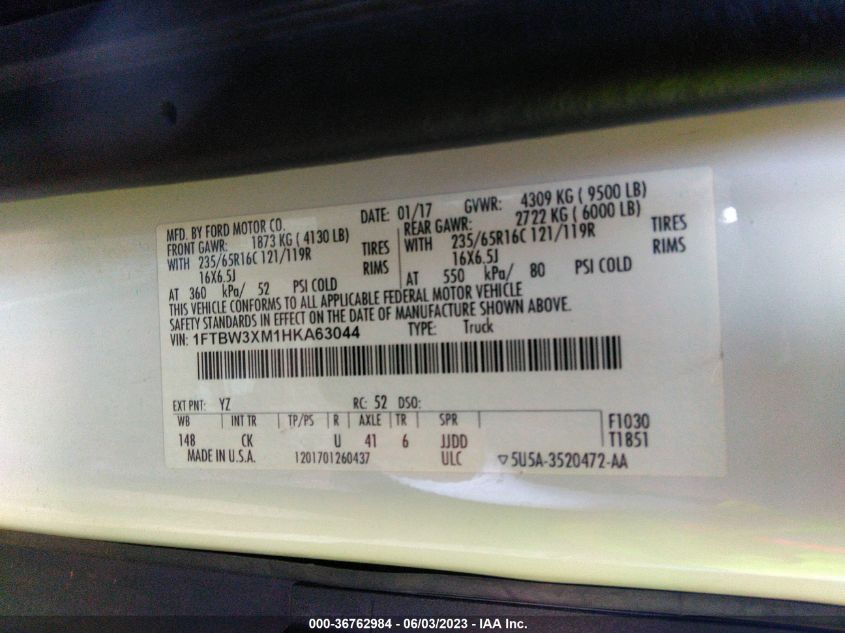 MFD. BY FORD MOTOR CO. DATE: 01/17 GVWR: 4309 KG ( 9500 LB)
FRONT GAWR: 1873 KG ( 4130 LB) REAR GAWR: 2722 KG ( 6000 LB)
WITH 235/65R16C 121/119R TIRES WITH 235/65R16C 121/119R TIRES
16X6.5J RIMS 16X6.5J RIMS
AT 360 kPa/ 52 PSI COLD AT 550 kPa/ 80 PSI COLD
THIS VEHICLE CONFORMS TO ALL APPLICABLE FEDERAL MOTOR VEHICLE
SAFETY STANDARDS IN EFFECT ON THE DATE OF MANUFACTURE SHOWN ABOVE.
VIN: 1FTBW3XM1HKA63044 TYPE: Truck
EXT PNT: YZ RC: 52 DSO:
WB INT TR TP/PS R AXLE TR SPR F1030
148 CK U 41 6 JJDD T1851
MADE IN U.S.A. 1201701260437 ULC ▽5U5A-3520472-AA
000-36762984 - 06/03/2023 - IAA Inc.